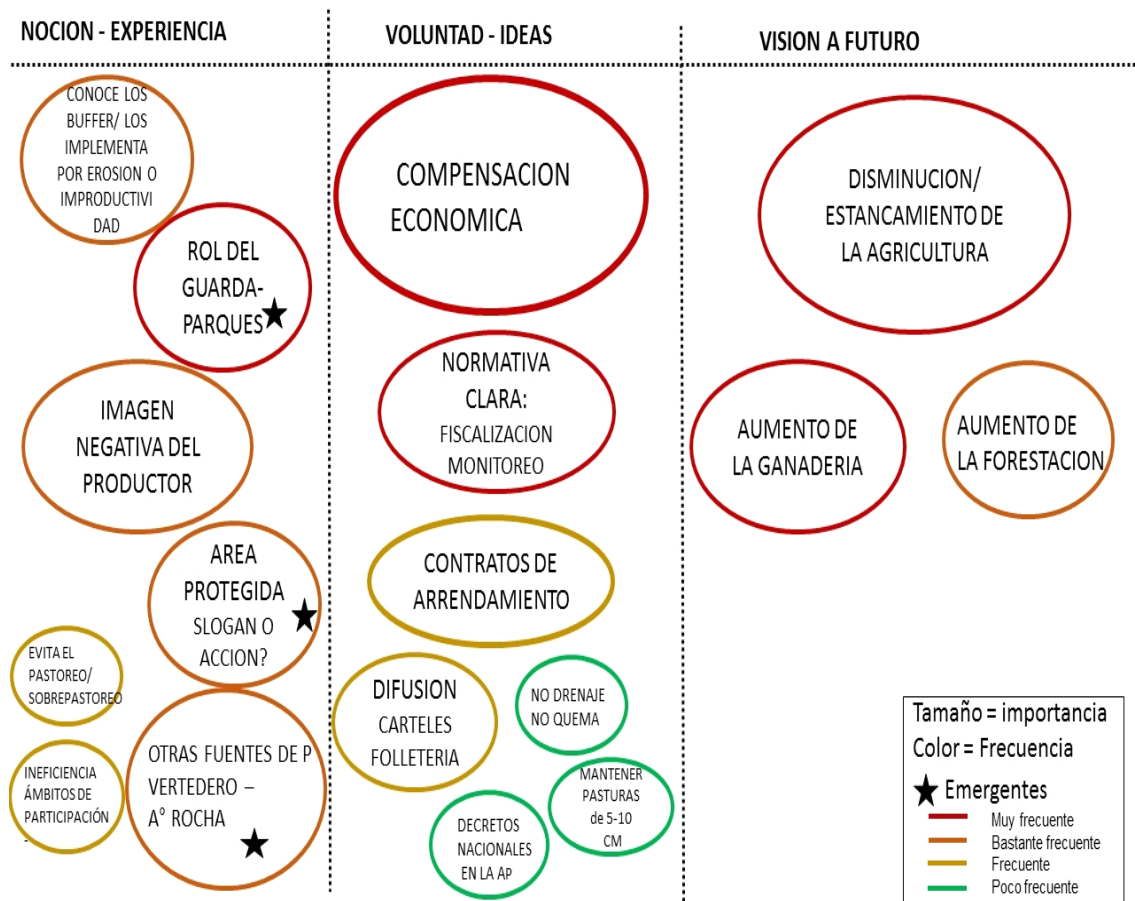 NOCION - EXPERIENCIA
CONOCE LOS
BUFFER/ LOS
IMPLEMENTA
POR EROSION O
IMPRODUCTIVI
DAD
ROL DEL
GUARDA-
PARQUES
IMAGEN
NEGATIVA DEL
PRODUCTOR
AREA
PROTEGIDA
SLOGAN O
ACCION?
EVITA EL
PASTOREO/
SOBREPASTOREO
OTRAS FUENTES DE P
VERTEDERO –
A° ROCHA
INEFICIENCIA
ÁMBITOS DE
PARTICIPACIÓN
-
VOLUNTAD - IDEAS
COMPENSACION
ECONOMICA
NORMATIVA
CLARA:
FISCALIZACION
MONITOREO
CONTRATOS DE
ARRENDAMIENTO
DIFUSION
CARTELES
FOLLETERIA
NO DRENAJE
NO QUEMA
MANTENER
PASTURAS
de 5-10
CM
DECRETOS
NACIONALES
EN LA AP
VISION A FUTURO
DISMINUCION/
ESTANCAMIENTO DE
LA AGRICULTURA
AUMENTO DE
LA GANADERIA
AUMENTO DE
LA FORESTACION
Tamaño = importancia
Color = Frecuencia
Emergentes
Muy frecuente
Bastante frecuente
Frecuente
Poco frecuente